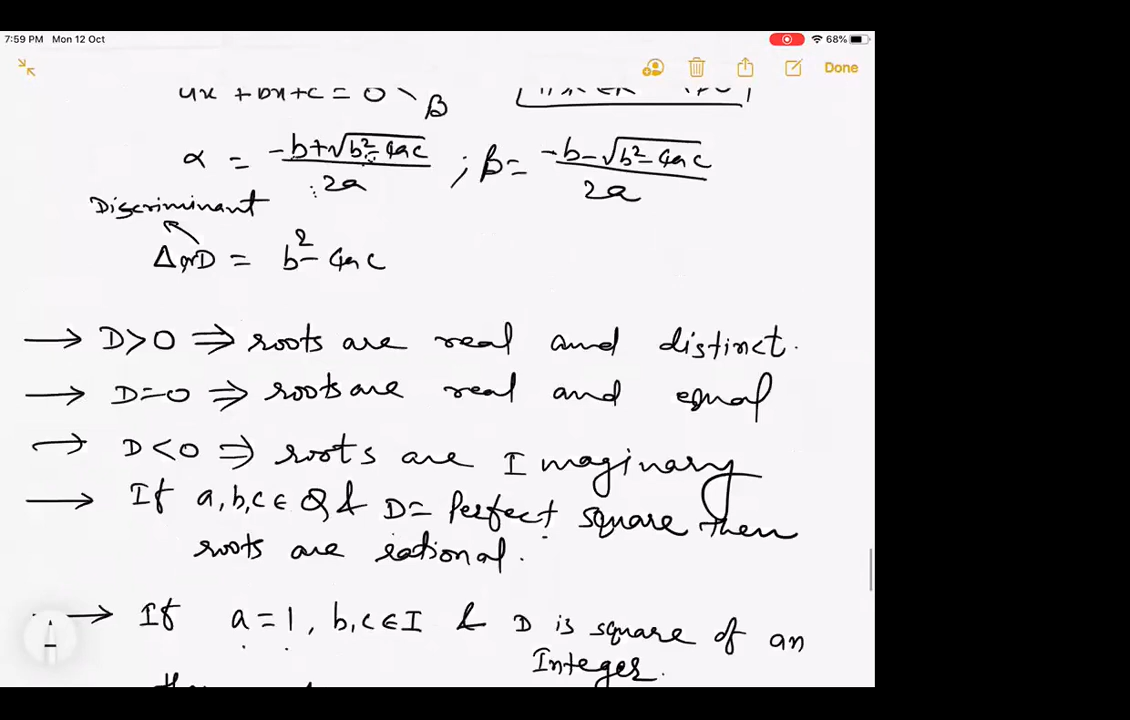 7:59 PM Mon 12 Oct
68%
Done
+ bx + c = 0 β
α = -b+√b²-4ac / 2a ; β = -b-√b²-4ac / 2a
Discriminant
Δ or D = b²-4ac
→ D>0 ⇒ roots are real and distinct.
→ D=0 ⇒ roots are real and equal
→ D<0 ⇒ roots are Imaginary
→ If a,b,c ∈ Q & D = Perfect square then
roots are rational.
→ If a=1, b,c ∈ I & D is square of an
Integer.